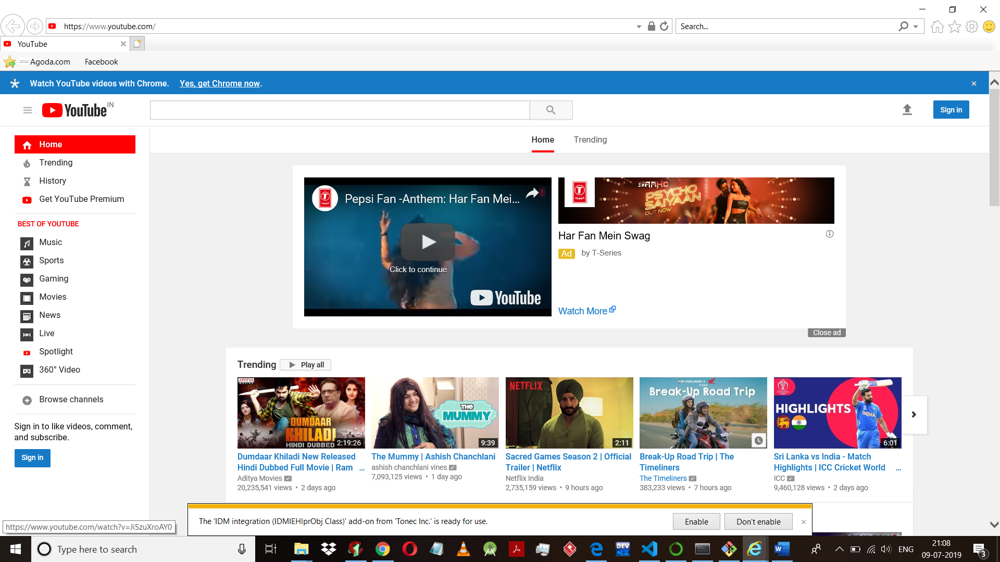 https://www.youtube.com/
Search...
YouTube
Agoda.com
Facebook
Watch YouTube videos with Chrome. Yes, get Chrome now.
YouTube IN
Sign in
Home
Trending
Home
Trending
History
Get YouTube Premium
BEST OF YOUTUBE
Music
Sports
Gaming
Movies
News
Live
Spotlight
360° Video
Browse channels
Sign in to like videos, comment,
and subscribe.
Sign in
Pepsi Fan -Anthem: Har Fan Mei...
Click to continue
YouTube
SAAHO
PSYCHO
SAIYAAN
OUT NOW
Har Fan Mein Swag
Ad by T-Series
Watch More
Close ad
Trending
Play all
ADITYA
MOVIES
DUMDAAR
KHILADI
HINDI DUBBED
2:19:26
Dumdaar Khiladi New Released
Hindi Dubbed Full Movie | Ram ...
Aditya Movies
20,235,541 views • 2 days ago
THE
MUMMY
9:39
The Mummy | Ashish Chanchlani
ashish chanchlani vines
7,093,125 views • 1 day ago
NETFLIX
2:11
Sacred Games Season 2 | Official
Trailer | Netflix
Netflix India
2,735,159 views • 9 hours ago
THE TIMELINERS &
Present
Break-Up Road Trip
Break-Up Road Trip | The
Timeliners
The Timeliners
383,233 views • 7 hours ago
HIGHLIGHTS
INDIA
6:01
Sri Lanka vs India - Match
Highlights | ICC Cricket World ...
ICC
9,460,128 views • 2 days ago
The 'IDM integration (IDMIEHlprObj Class)' add-on from 'Tonec Inc.' is ready for use.
Enable
Don't enable
https://www.youtube.com/watch?v=JiSzuXroAY0
Type here to search
DEV
ENG
21:08
09-07-2019
3